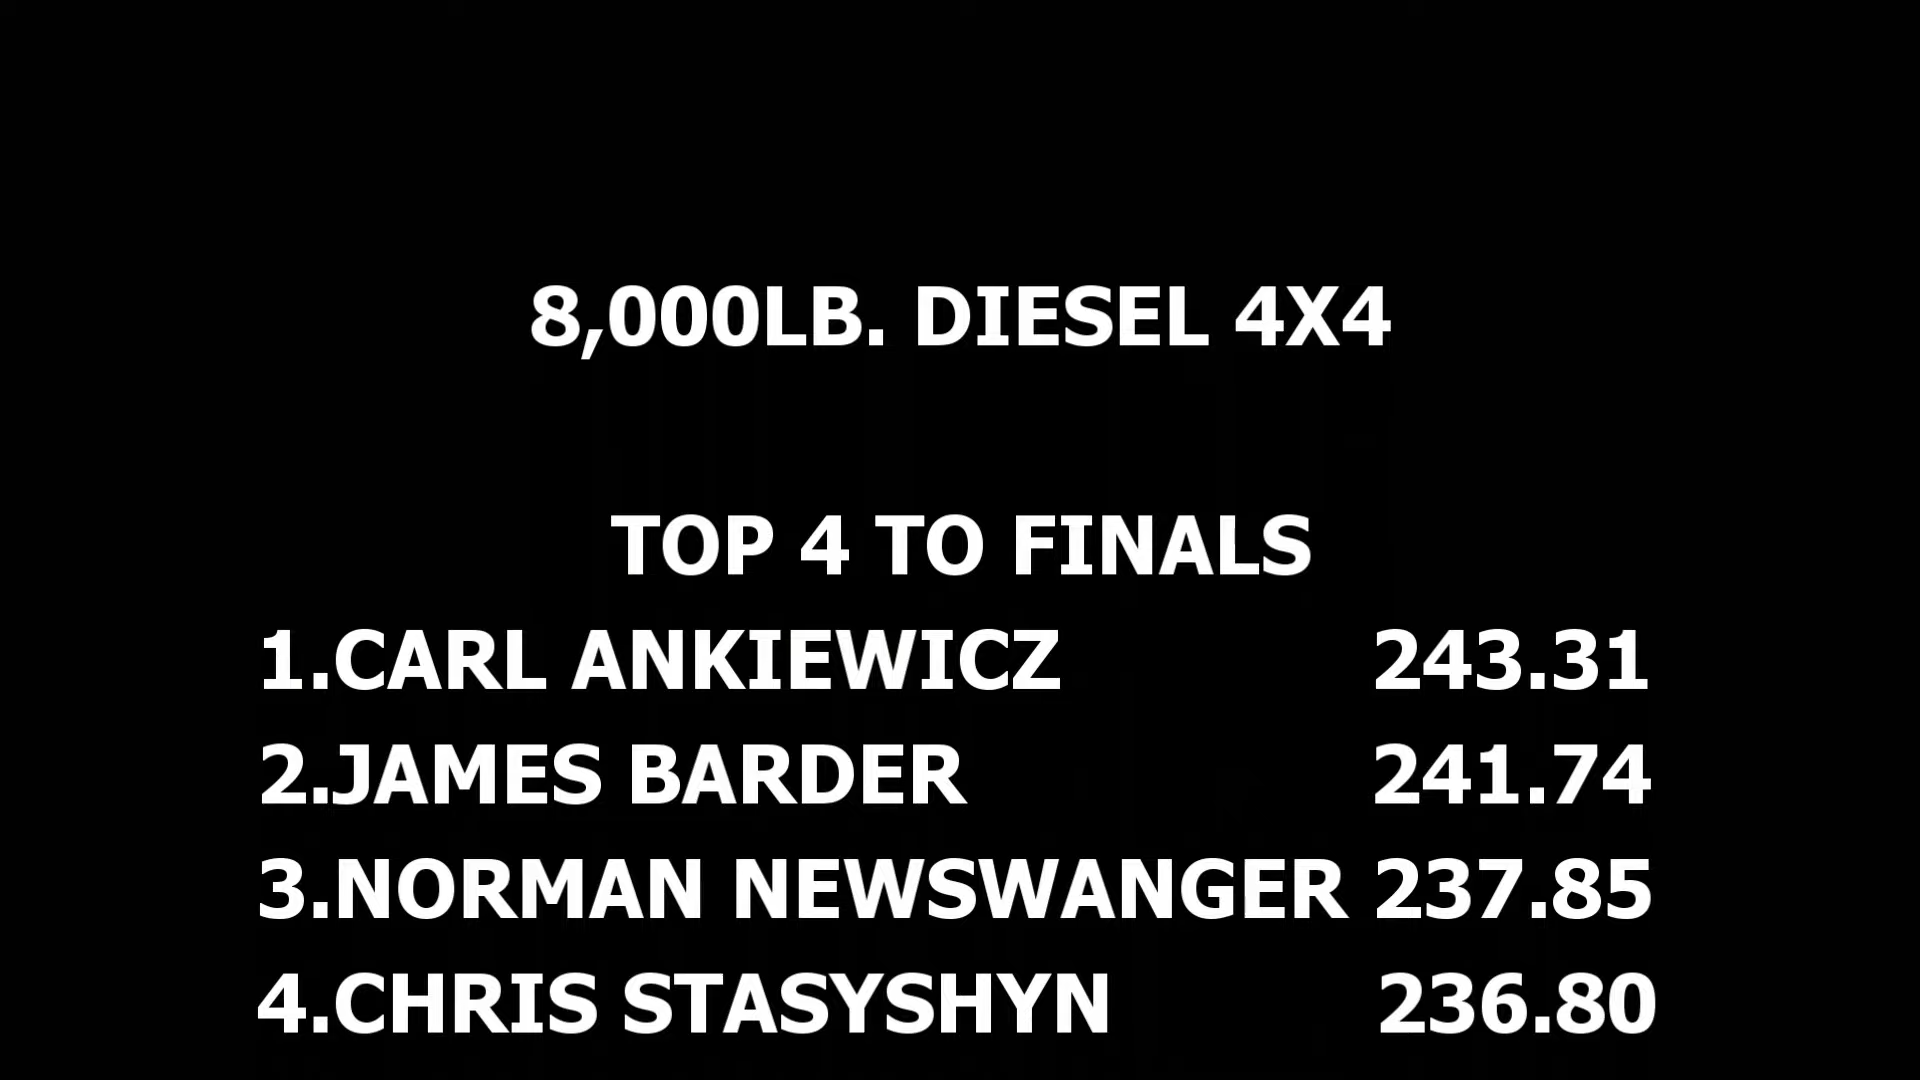 8,000LB. DIESEL 4X4
TOP 4 TO FINALS
1.CARL ANKIEWICZ 243.31
2.JAMES BARDER 241.74
3.NORMAN NEWSWANGER 237.85
4.CHRIS STASYSHYN 236.80